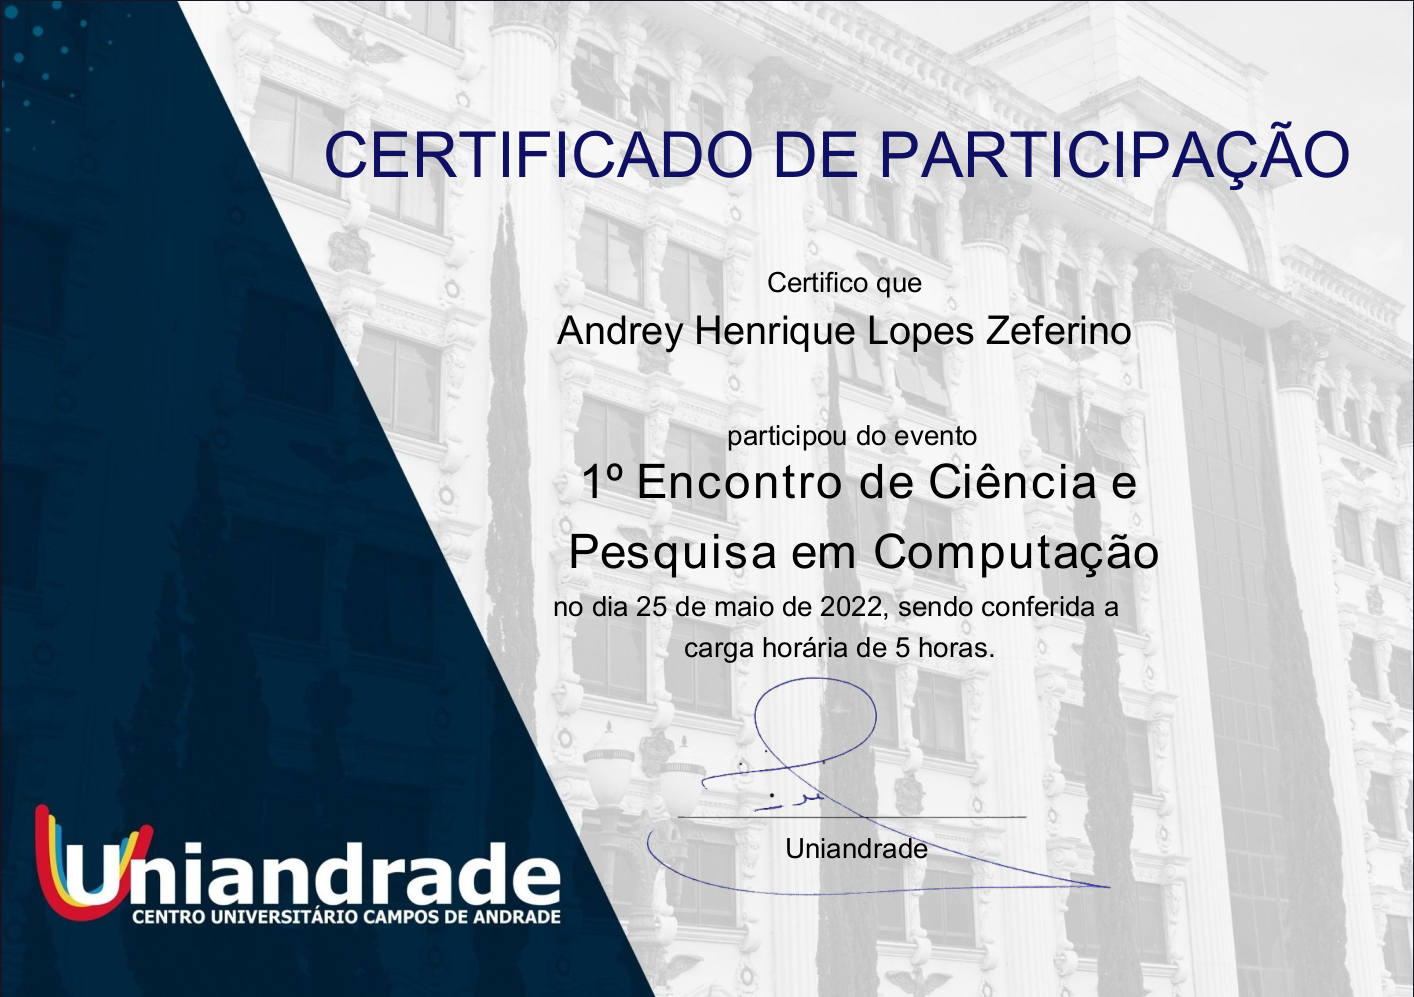 CERTIFICADO DE PARTICIPAÇÃO
Certifico que
Andrey Henrique Lopes Zeferino
participou do evento
1º Encontro de Ciência e
Pesquisa em Computação
no dia 25 de maio de 2022, sendo conferida a
carga horária de 5 horas.
Uniandrade
Uniandrade
CENTRO UNIVERSITÁRIO CAMPOS DE ANDRADE